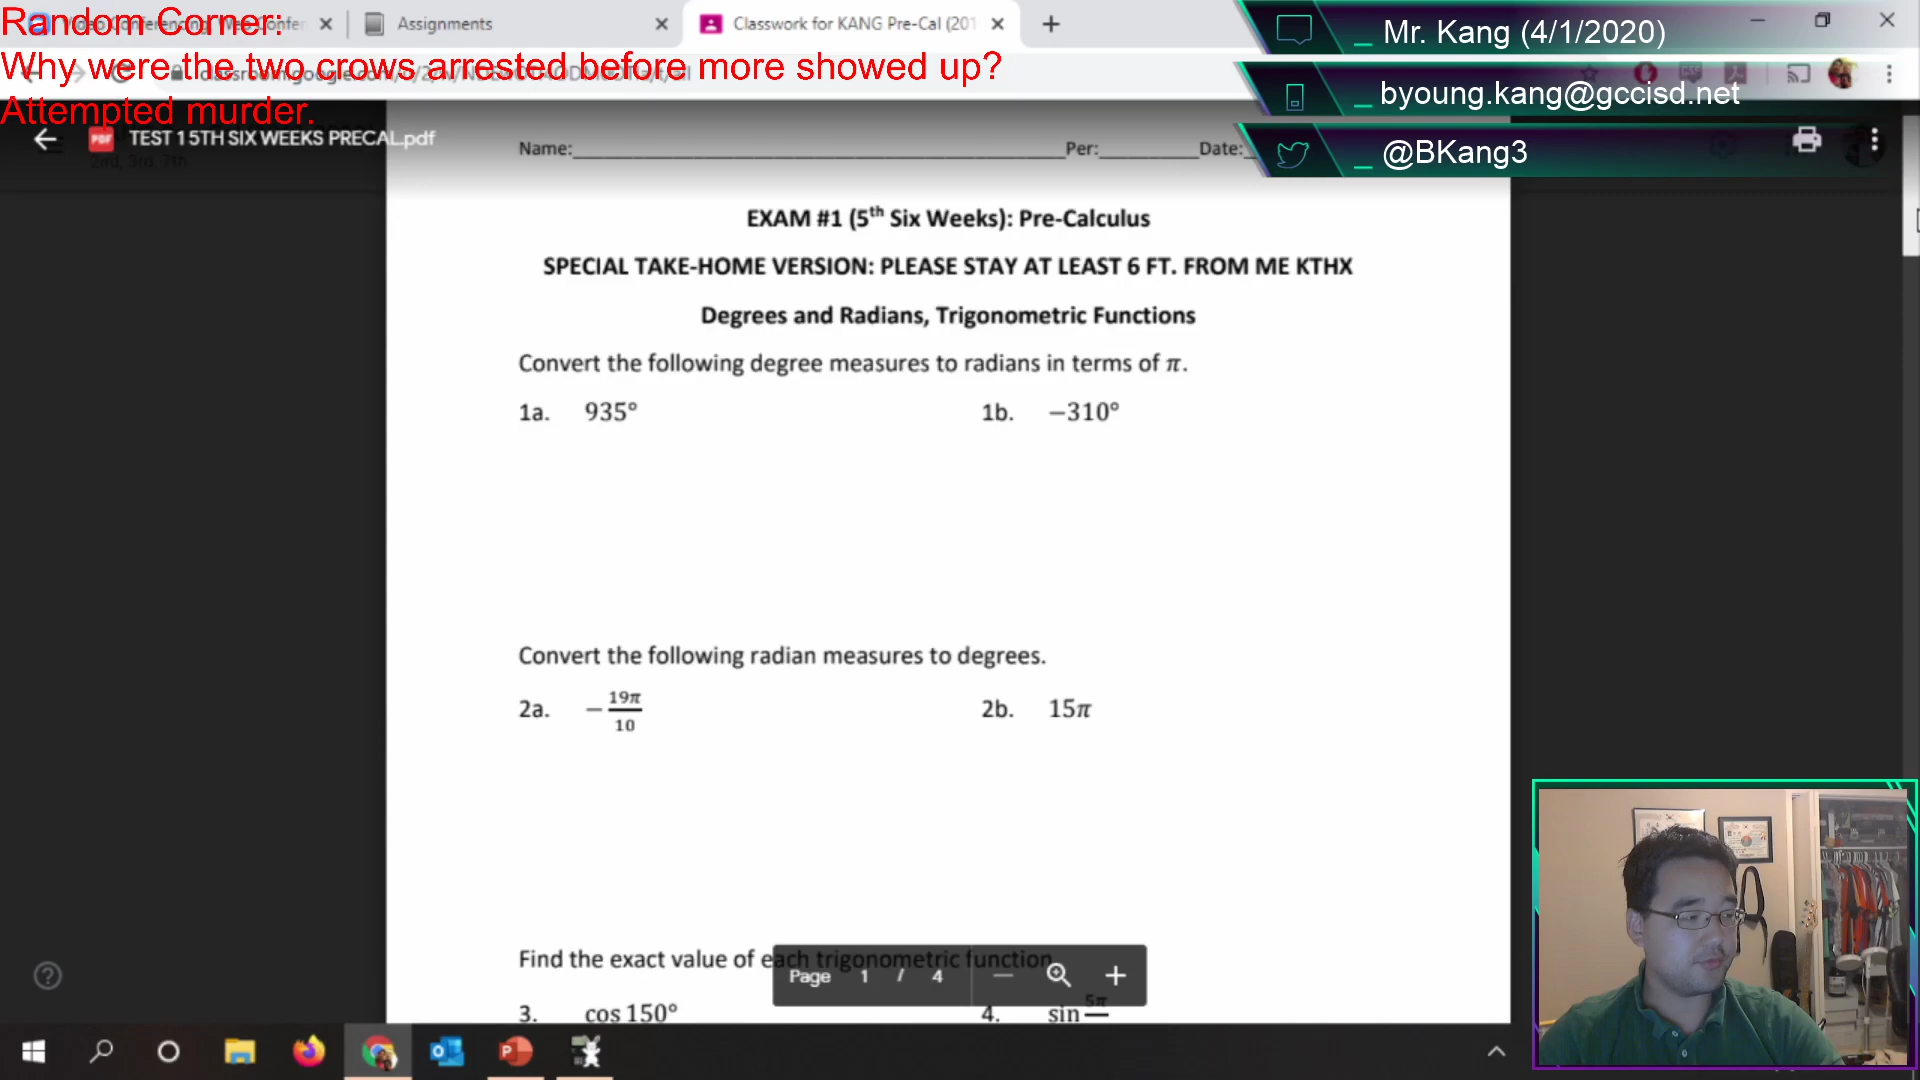 Random Corner:
Why were the two crows arrested before more showed up?
Attempted murder.
Assignments
Classwork for KANG Pre-Cal (201
Mr. Kang (4/1/2020)
byoung.kang@gccisd.net
@BKang3
TEST 1 5TH SIX WEEKS PRECAL.pdf
2nd, 3rd, 7th
Name: Per: Date:
EXAM #1 (5th Six Weeks): Pre-Calculus
SPECIAL TAKE-HOME VERSION: PLEASE STAY AT LEAST 6 FT. FROM ME KTHX
Degrees and Radians, Trigonometric Functions
Convert the following degree measures to radians in terms of π.
1a. 935° 1b. −310°
Convert the following radian measures to degrees.
2a. −19π/10 2b. 15π
Find the exact value of each trigonometric function
Page 1 / 4
3. cos 150° 4. sin 5π